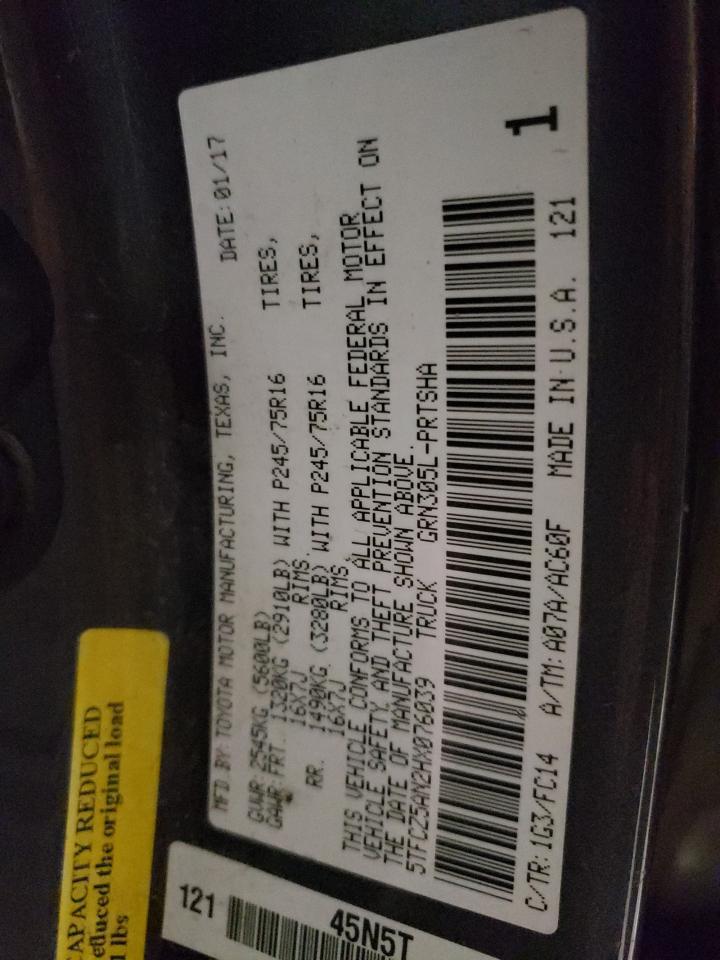 MFD BY: TOYOTA MOTOR MANUFACTURING, TEXAS, INC. DATE: 01/17
GVWR: 2545KG (5600LB)
GAWR: FRT. 1320KG (2910LB) WITH P245/75R16 TIRES,
16X7J RIMS,
RR. 1490KG (3280LB) WITH P245/75R16 TIRES,
16X7J RIMS,
THIS VEHICLE CONFORMS TO ALL APPLICABLE FEDERAL MOTOR
VEHICLE SAFETY AND THEFT PREVENTION STANDARDS IN EFFECT ON
THE DATE OF MANUFACTURE SHOWN ABOVE.
5TFCZ5AN2HX076039 TRUCK GRN305L-PRTSHA
1
C/TR: 1G3/FC14 A/TM: A07A/AC60F MADE IN U.S.A. 121
APACITY REDUCED
educed the original load
lbs
121
45N5T